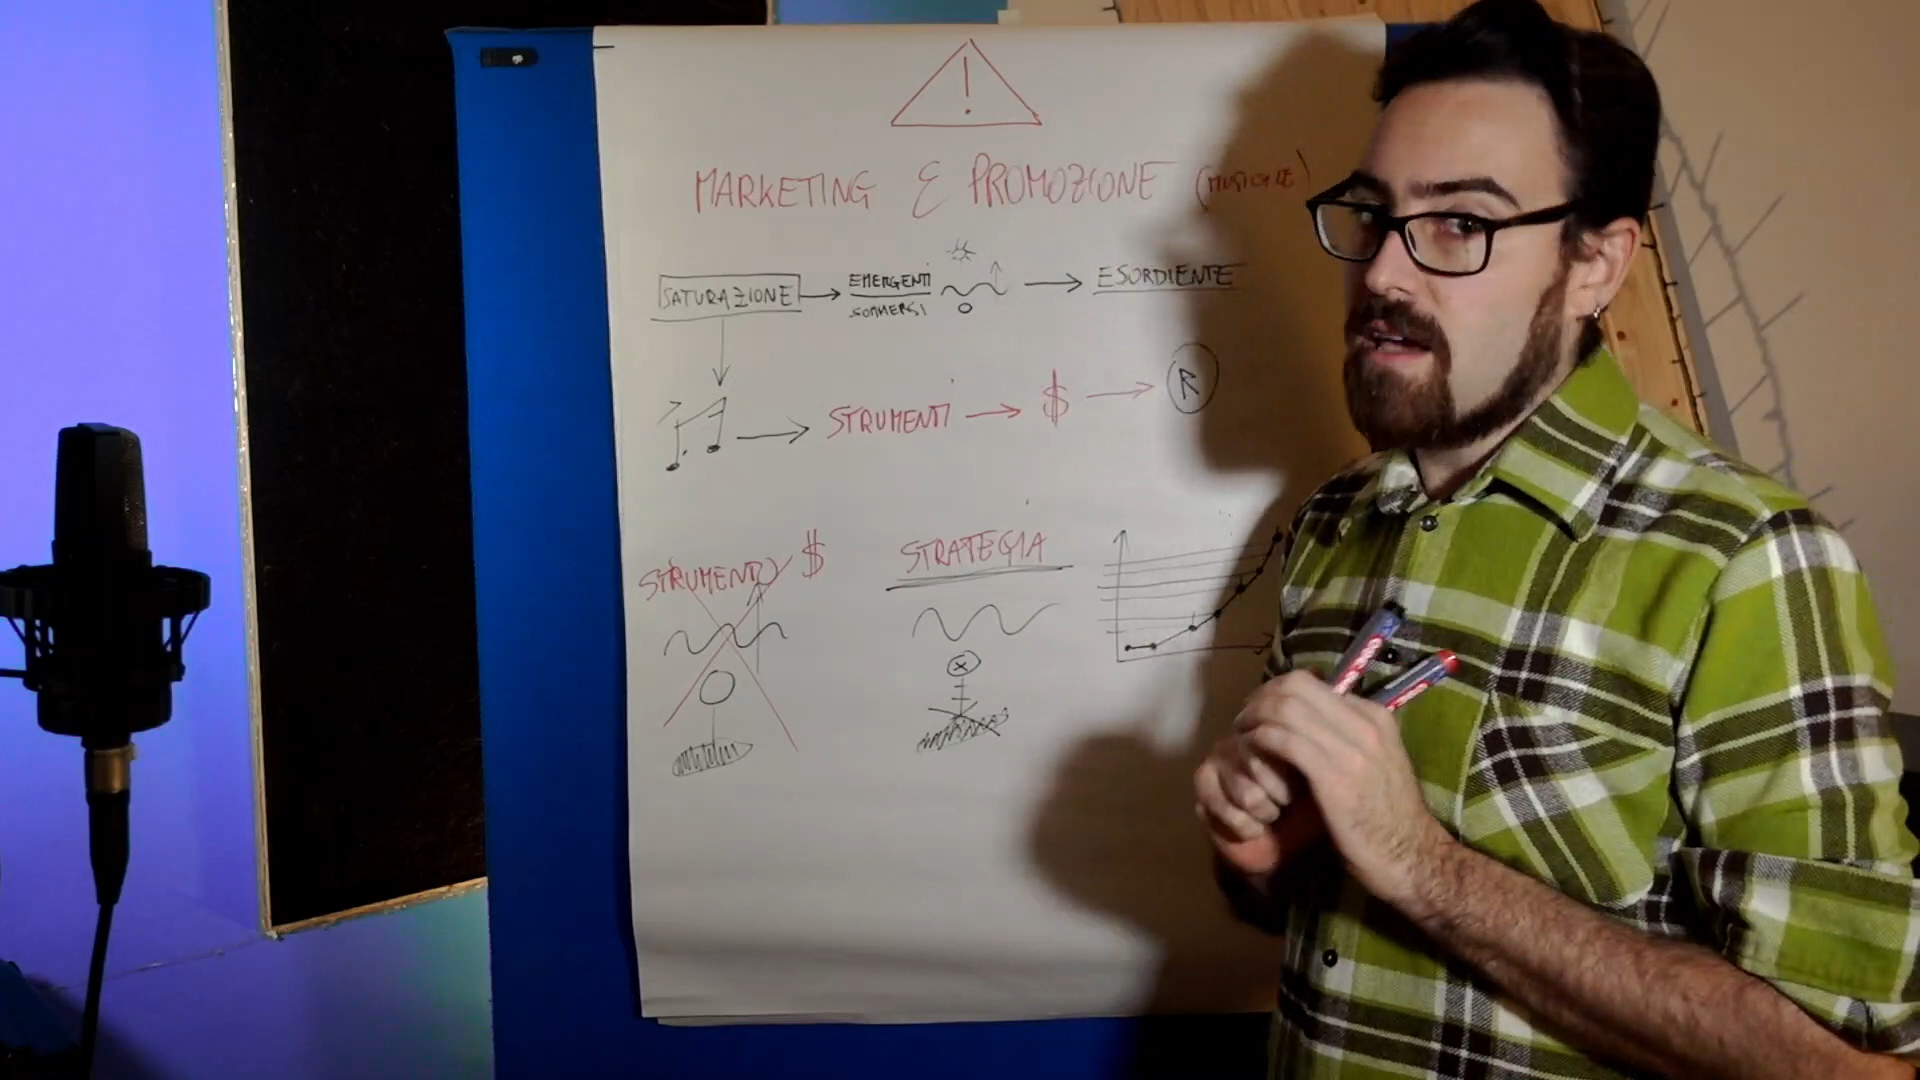 !
MARKETING & PROMOZIONE (MUSICALE)
SATURAZIONE → EMERGENTI → ESORDIENTE
SOMMERSI
→ STRUMENTI → $ → R
STRUMENTI $
STRATEGIA